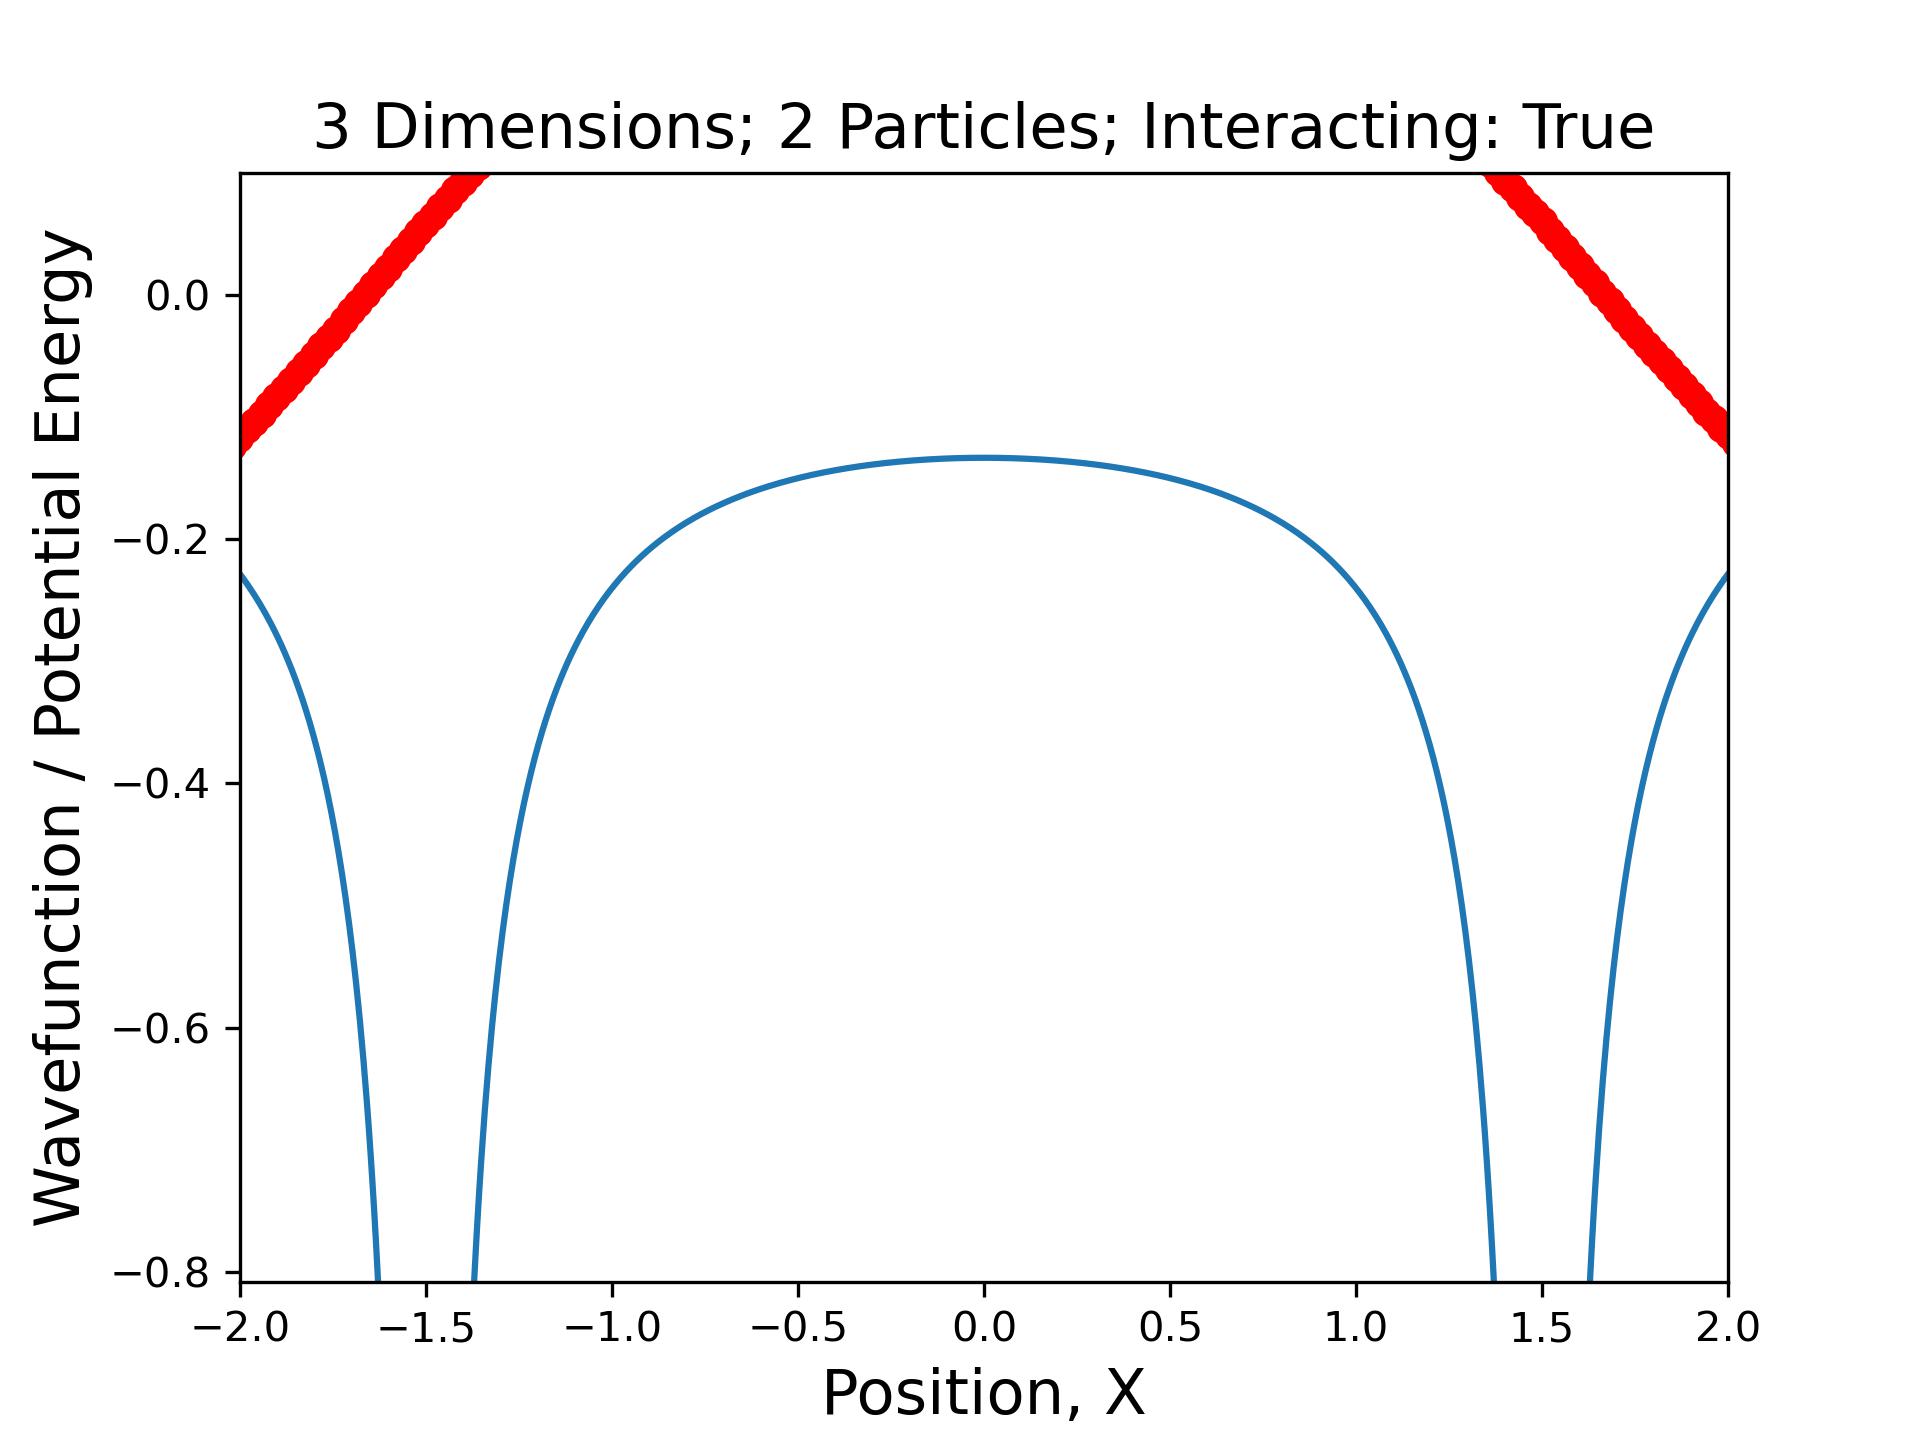 3 Dimensions; 2 Particles; Interacting: True
Wavefunction / Potential Energy
0.0
−0.2
−0.4
−0.6
−0.8
−2.0 −1.5 −1.0 −0.5 0.0 0.5 1.0 1.5 2.0
Position, X